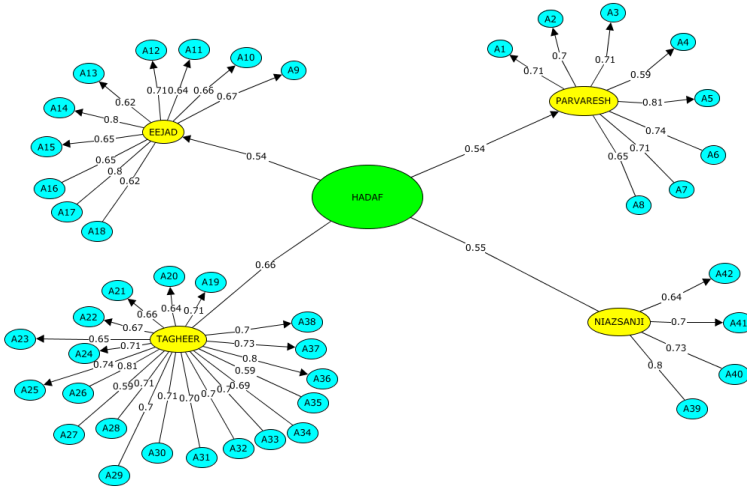 A1
A2
A3
A4
A5
A6
A7
A8
PARVARESH
0.71
0.7
0.71
0.59
0.81
0.74
0.71
0.65
A9
A10
A11
A12
A13
A14
A15
A16
A17
A18
EEJAD
0.67
0.66
0.64
0.71
0.62
0.8
0.65
0.65
0.8
0.62
HADAF
0.54
0.54
0.66
0.55
A19
A20
A21
A22
A23
A24
A25
A26
A27
A28
A29
A30
A31
A32
A33
A34
A35
A36
A37
A38
TAGHEER
0.71
0.64
0.66
0.67
0.65
0.71
0.74
0.81
0.59
0.71
0.7
0.71
0.70
0.7
0.7
0.69
0.59
0.8
0.73
0.7
NIAZSANJI
A42
A41
A40
A39
0.64
0.7
0.73
0.8